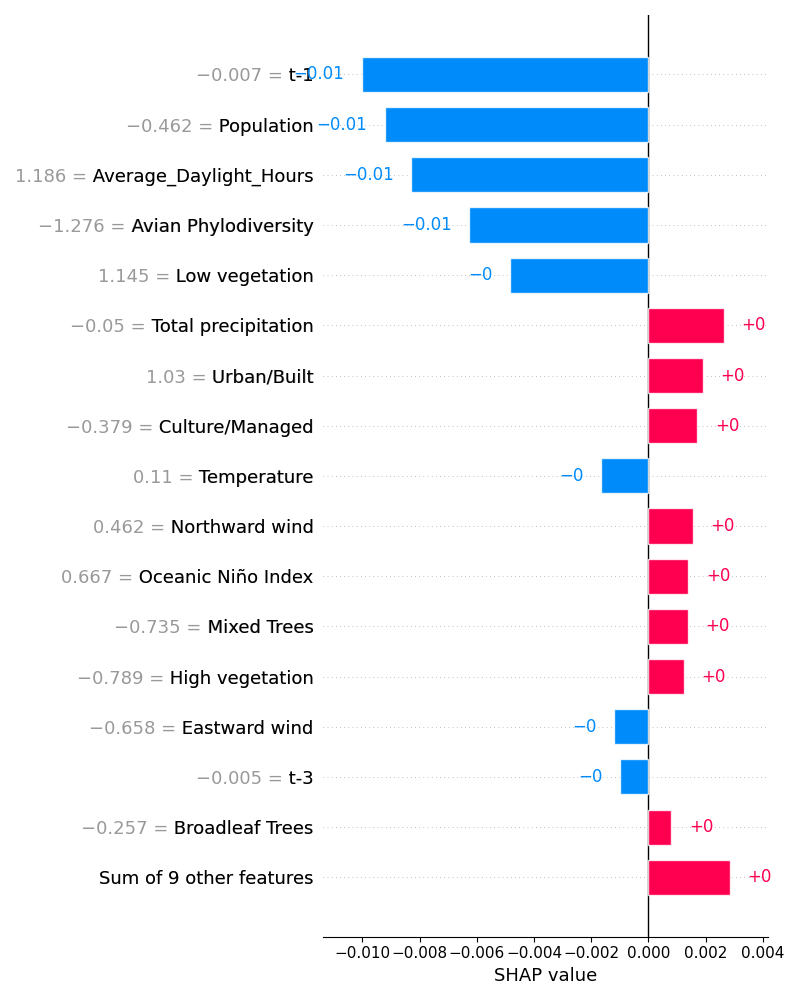 −0.007 = t-1 −0.01
−0.462 = Population −0.01
1.186 = Average_Daylight_Hours −0.01
−1.276 = Avian Phylodiversity −0.01
1.145 = Low vegetation −0
−0.05 = Total precipitation +0
1.03 = Urban/Built +0
−0.379 = Culture/Managed +0
0.11 = Temperature −0
0.462 = Northward wind +0
0.667 = Oceanic Niño Index +0
−0.735 = Mixed Trees +0
−0.789 = High vegetation +0
−0.658 = Eastward wind −0
−0.005 = t-3 −0
−0.257 = Broadleaf Trees +0
Sum of 9 other features +0
−0.010 −0.008 −0.006 −0.004 −0.002 0.000 0.002 0.004
SHAP value